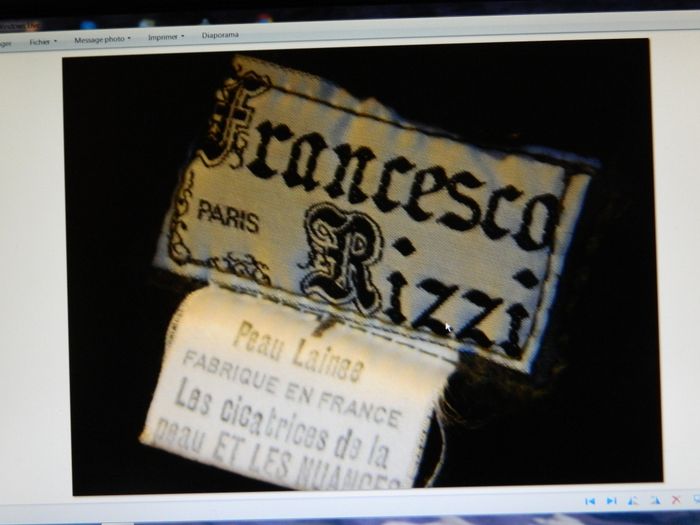 Fichier
Message photo
Imprimer
Diaporama
Francesco
PARIS
Rizzi
Peau Lainée
FABRIQUE EN FRANCE
Les cicatrices de la
peau ET LES NUANCES